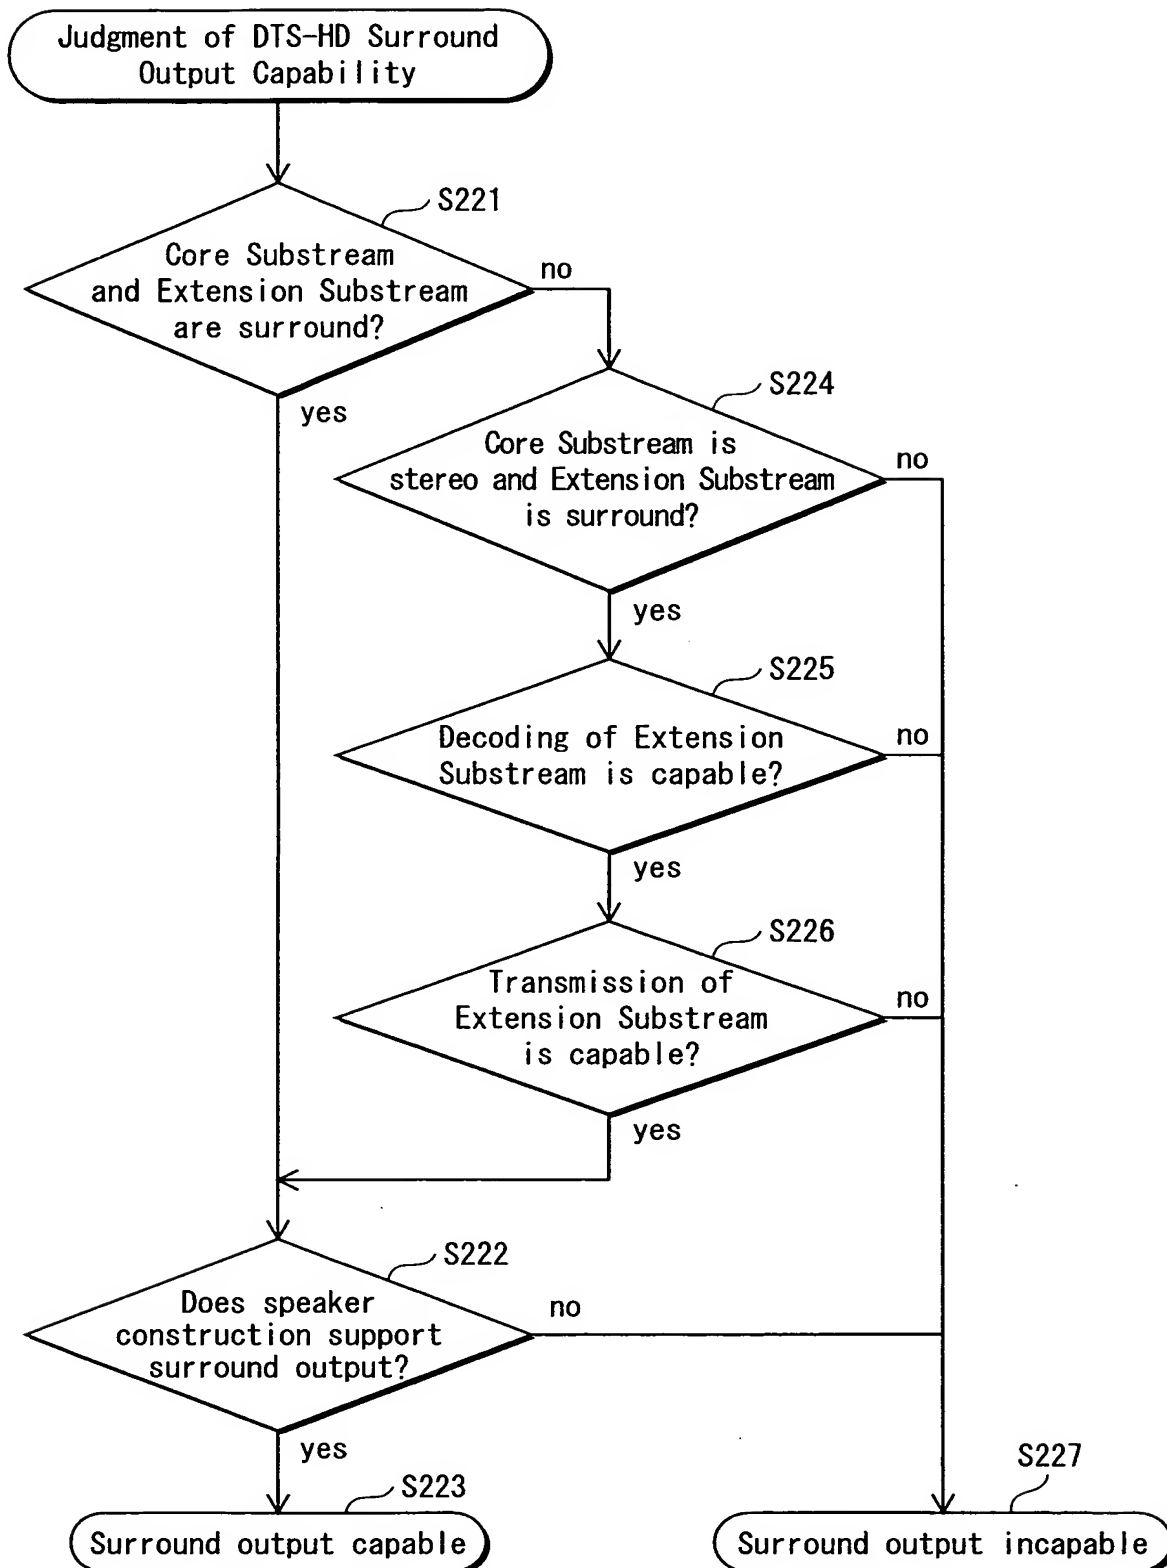 Judgment of DTS-HD Surround
Output Capability
S221
Core Substream
and Extension Substream
are surround?
no
yes
S224
Core Substream is
stereo and Extension Substream
is surround?
no
yes
S225
Decoding of Extension
Substream is capable?
no
yes
S226
Transmission of
Extension Substream
is capable?
no
yes
S222
Does speaker
construction support
surround output?
no
yes
S223
Surround output capable
S227
Surround output incapable